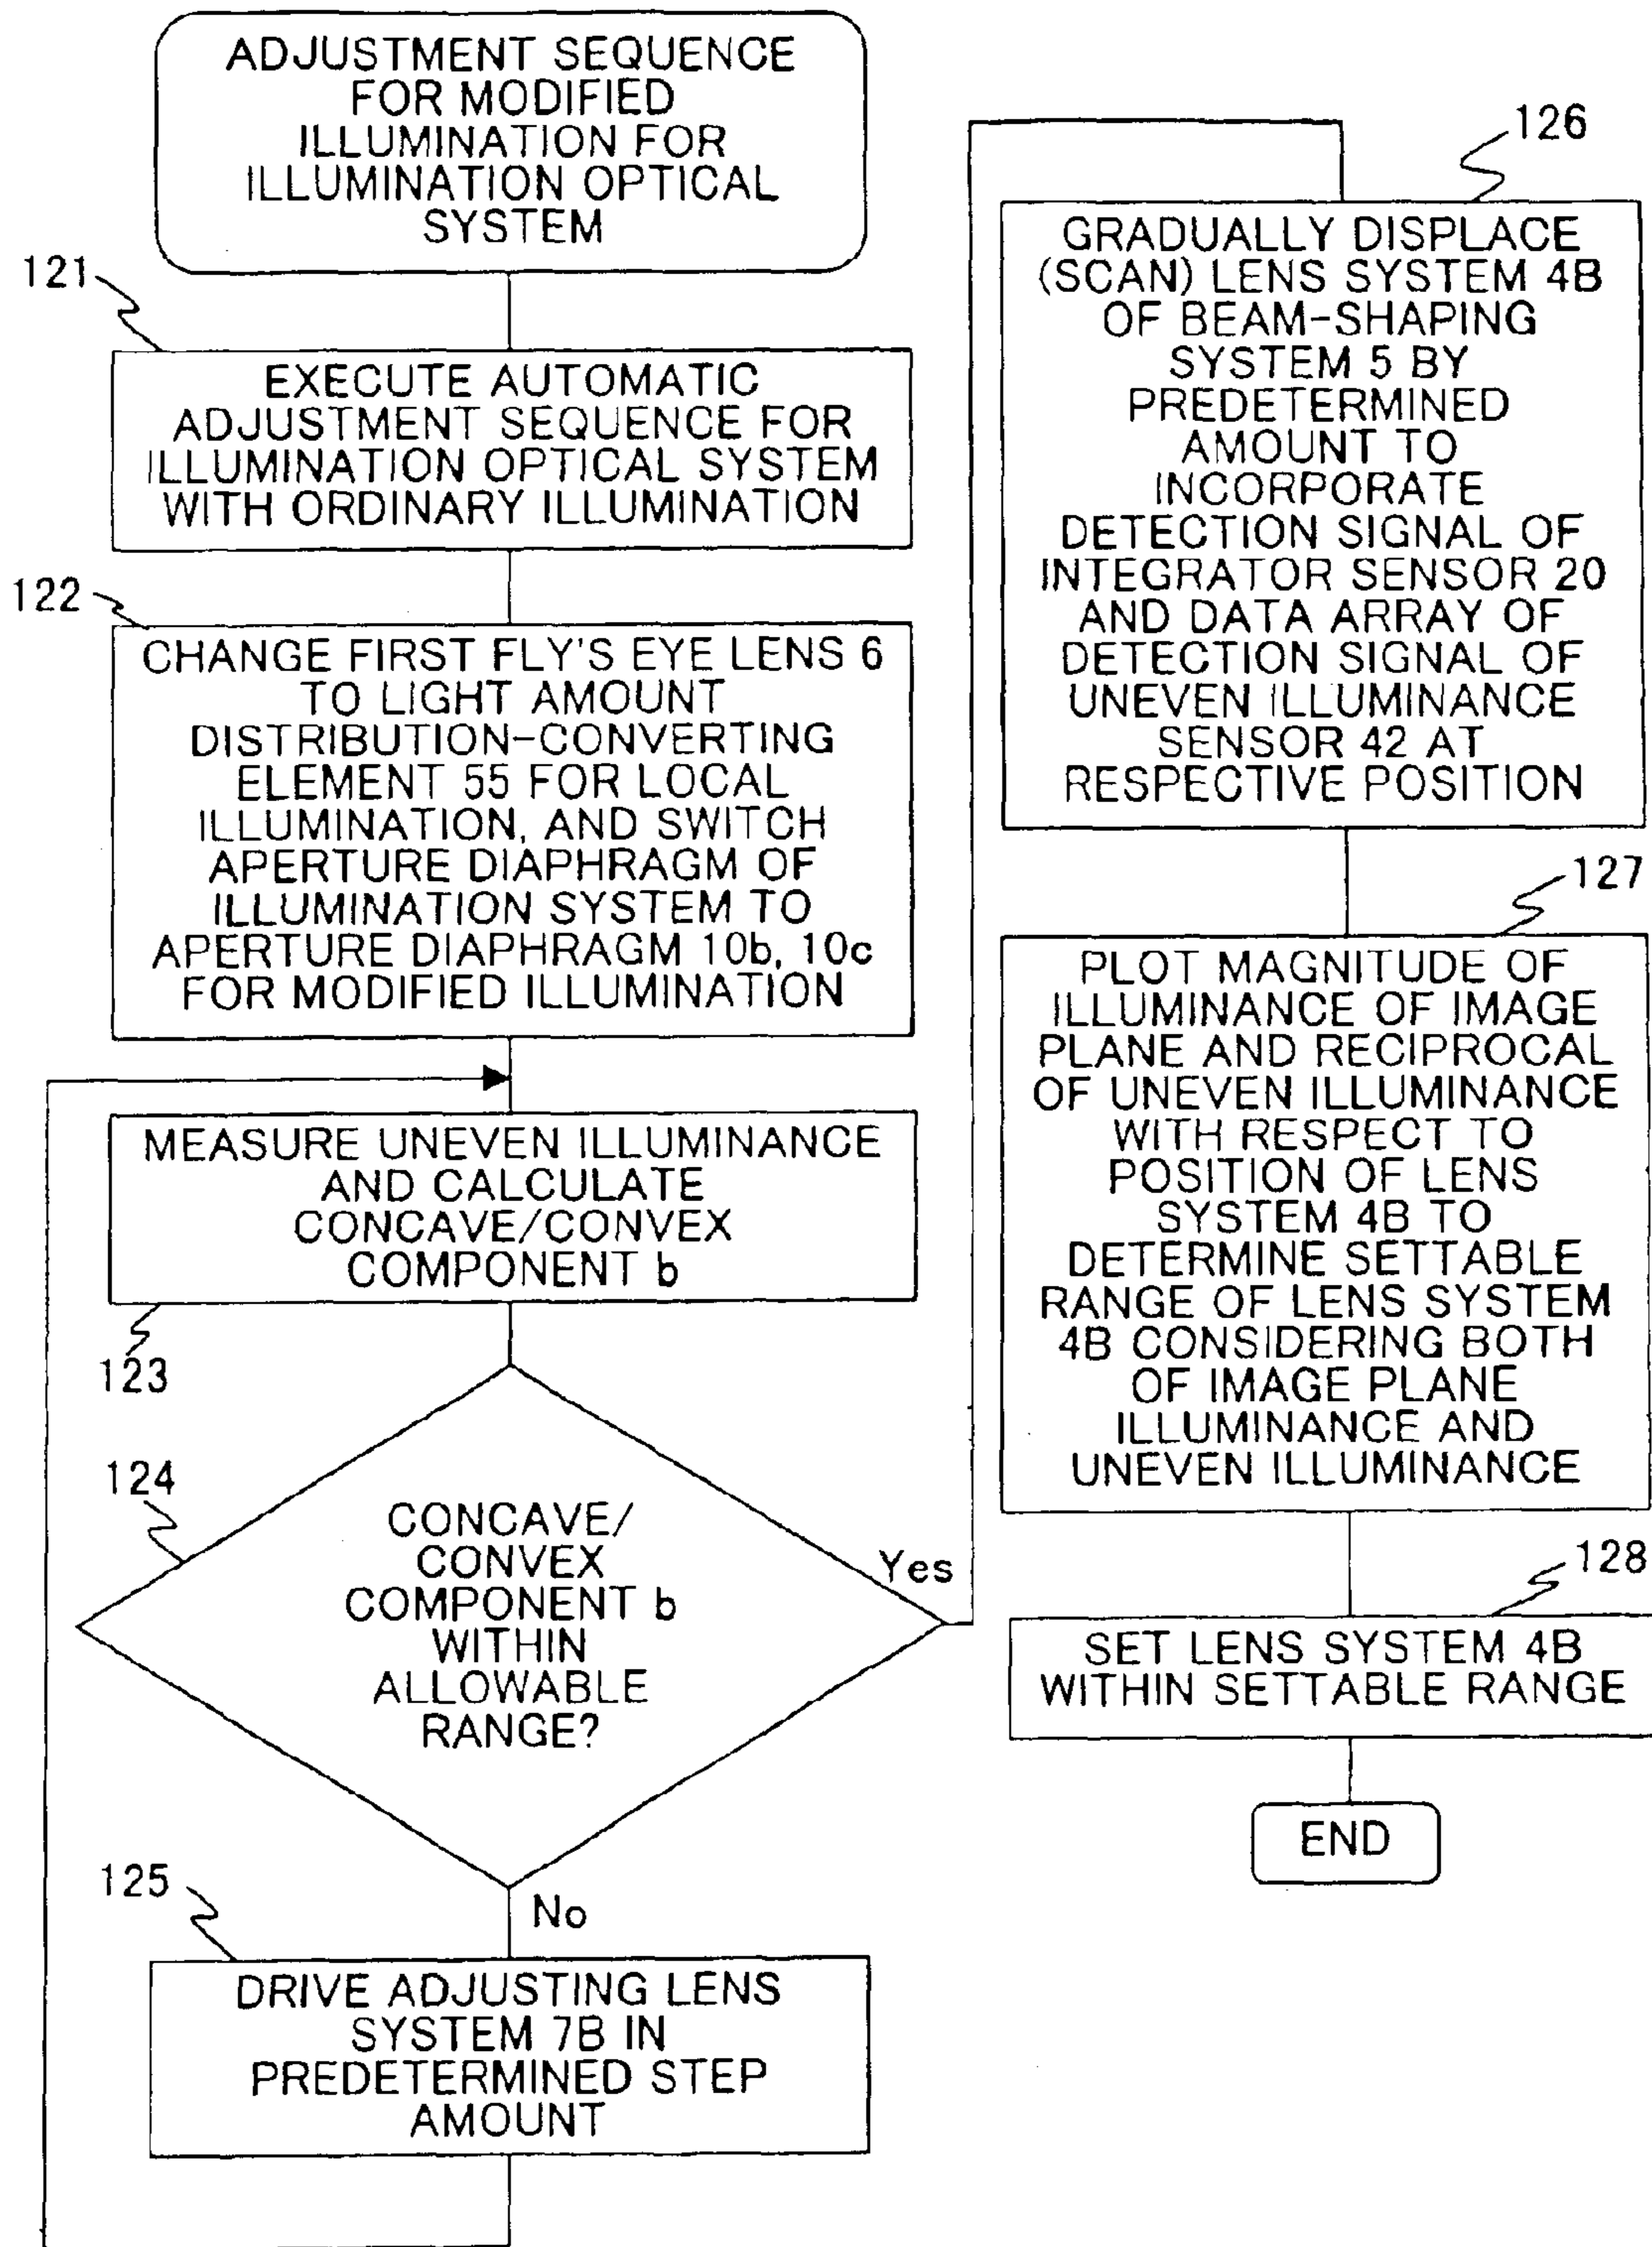 ADJUSTMENT SEQUENCE
FOR MODIFIED
ILLUMINATION FOR
ILLUMINATION OPTICAL
SYSTEM
121
EXECUTE AUTOMATIC
ADJUSTMENT SEQUENCE FOR
ILLUMINATION OPTICAL SYSTEM
WITH ORDINARY ILLUMINATION
122
CHANGE FIRST FLY'S EYE LENS 6
TO LIGHT AMOUNT
DISTRIBUTION-CONVERTING
ELEMENT 55 FOR LOCAL
ILLUMINATION, AND SWITCH
APERTURE DIAPHRAGM OF
ILLUMINATION SYSTEM TO
APERTURE DIAPHRAGM 10b, 10c
FOR MODIFIED ILLUMINATION
MEASURE UNEVEN ILLUMINANCE
AND CALCULATE
CONCAVE/CONVEX
COMPONENT b
123
124
CONCAVE/
CONVEX
COMPONENT b
WITHIN
ALLOWABLE
RANGE?
Yes
No
125
DRIVE ADJUSTING LENS
SYSTEM 7B IN
PREDETERMINED STEP
AMOUNT
126
GRADUALLY DISPLACE
(SCAN) LENS SYSTEM 4B
OF BEAM-SHAPING
SYSTEM 5 BY
PREDETERMINED
AMOUNT TO
INCORPORATE
DETECTION SIGNAL OF
INTEGRATOR SENSOR 20
AND DATA ARRAY OF
DETECTION SIGNAL OF
UNEVEN ILLUMINANCE
SENSOR 42 AT
RESPECTIVE POSITION
127
PLOT MAGNITUDE OF
ILLUMINANCE OF IMAGE
PLANE AND RECIPROCAL
OF UNEVEN ILLUMINANCE
WITH RESPECT TO
POSITION OF LENS
SYSTEM 4B TO
DETERMINE SETTABLE
RANGE OF LENS SYSTEM
4B CONSIDERING BOTH
OF IMAGE PLANE
ILLUMINANCE AND
UNEVEN ILLUMINANCE
128
SET LENS SYSTEM 4B
WITHIN SETTABLE RANGE
END